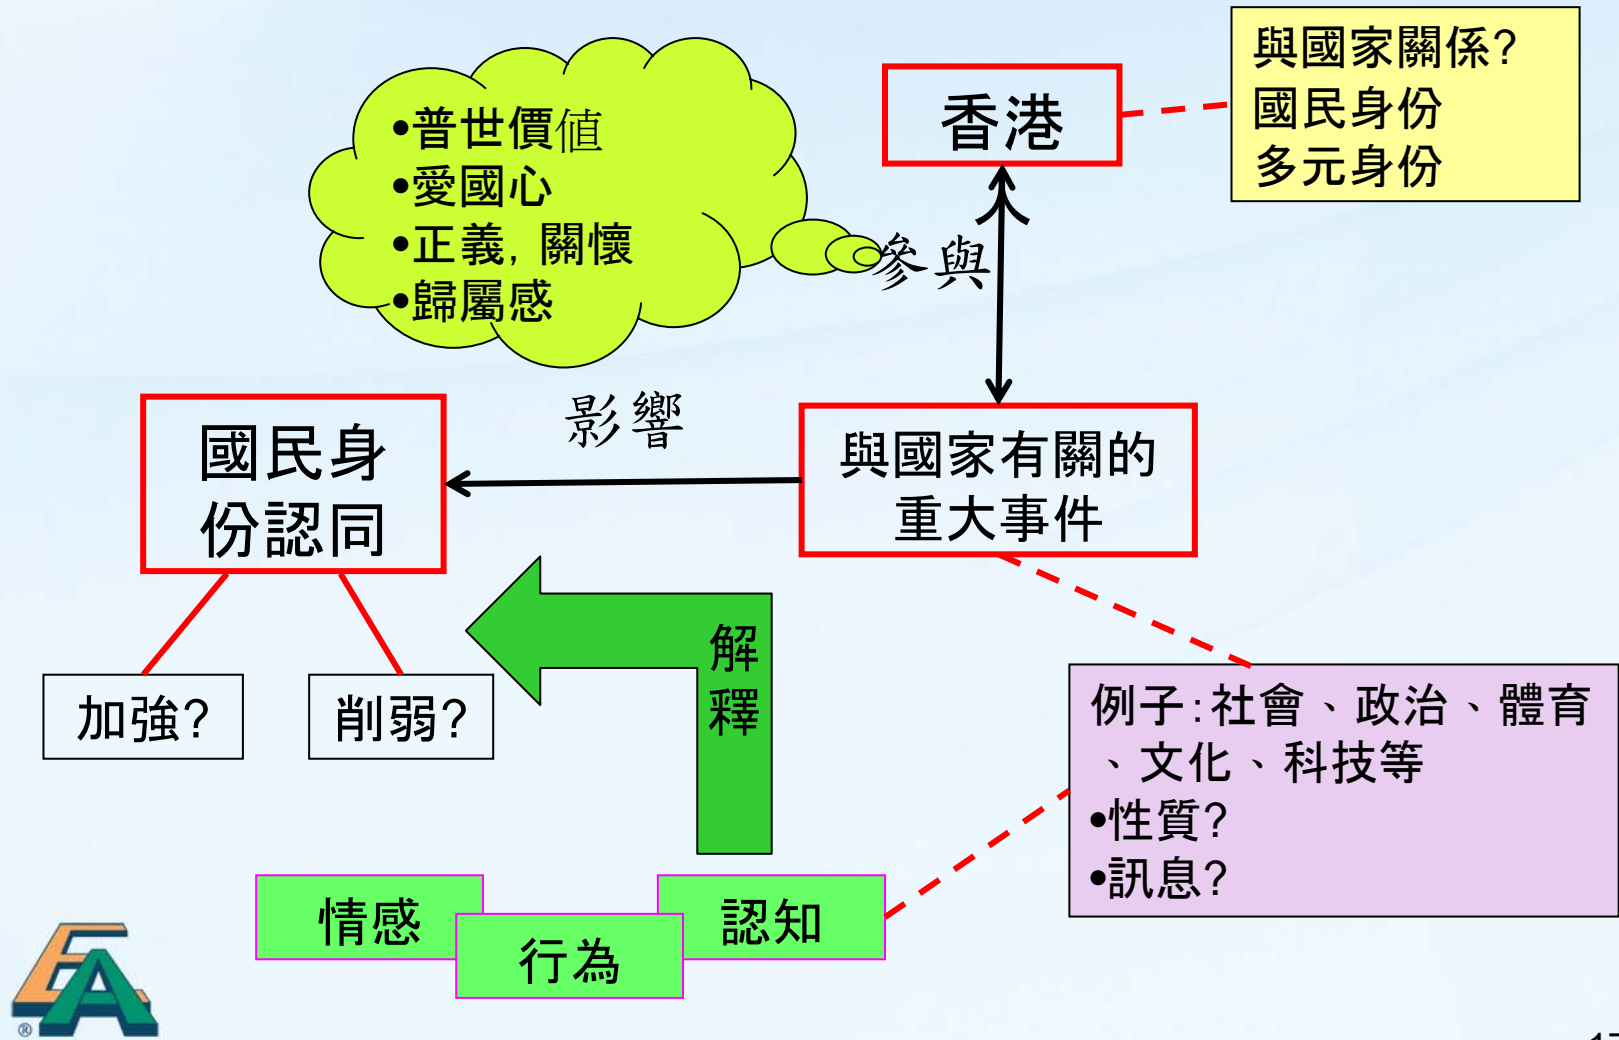 與國家關係?
國民身份
多元身份
香港
人
•普世價值
•愛國心
•正義, 關懷
•歸屬感
參與
影響
國民身
份認同
與國家有關的
重大事件
加強?
削弱?
解
釋
例子:社會、政治、體育
、文化、科技等
•性質?
•訊息?
情感
行為
認知
EA
®